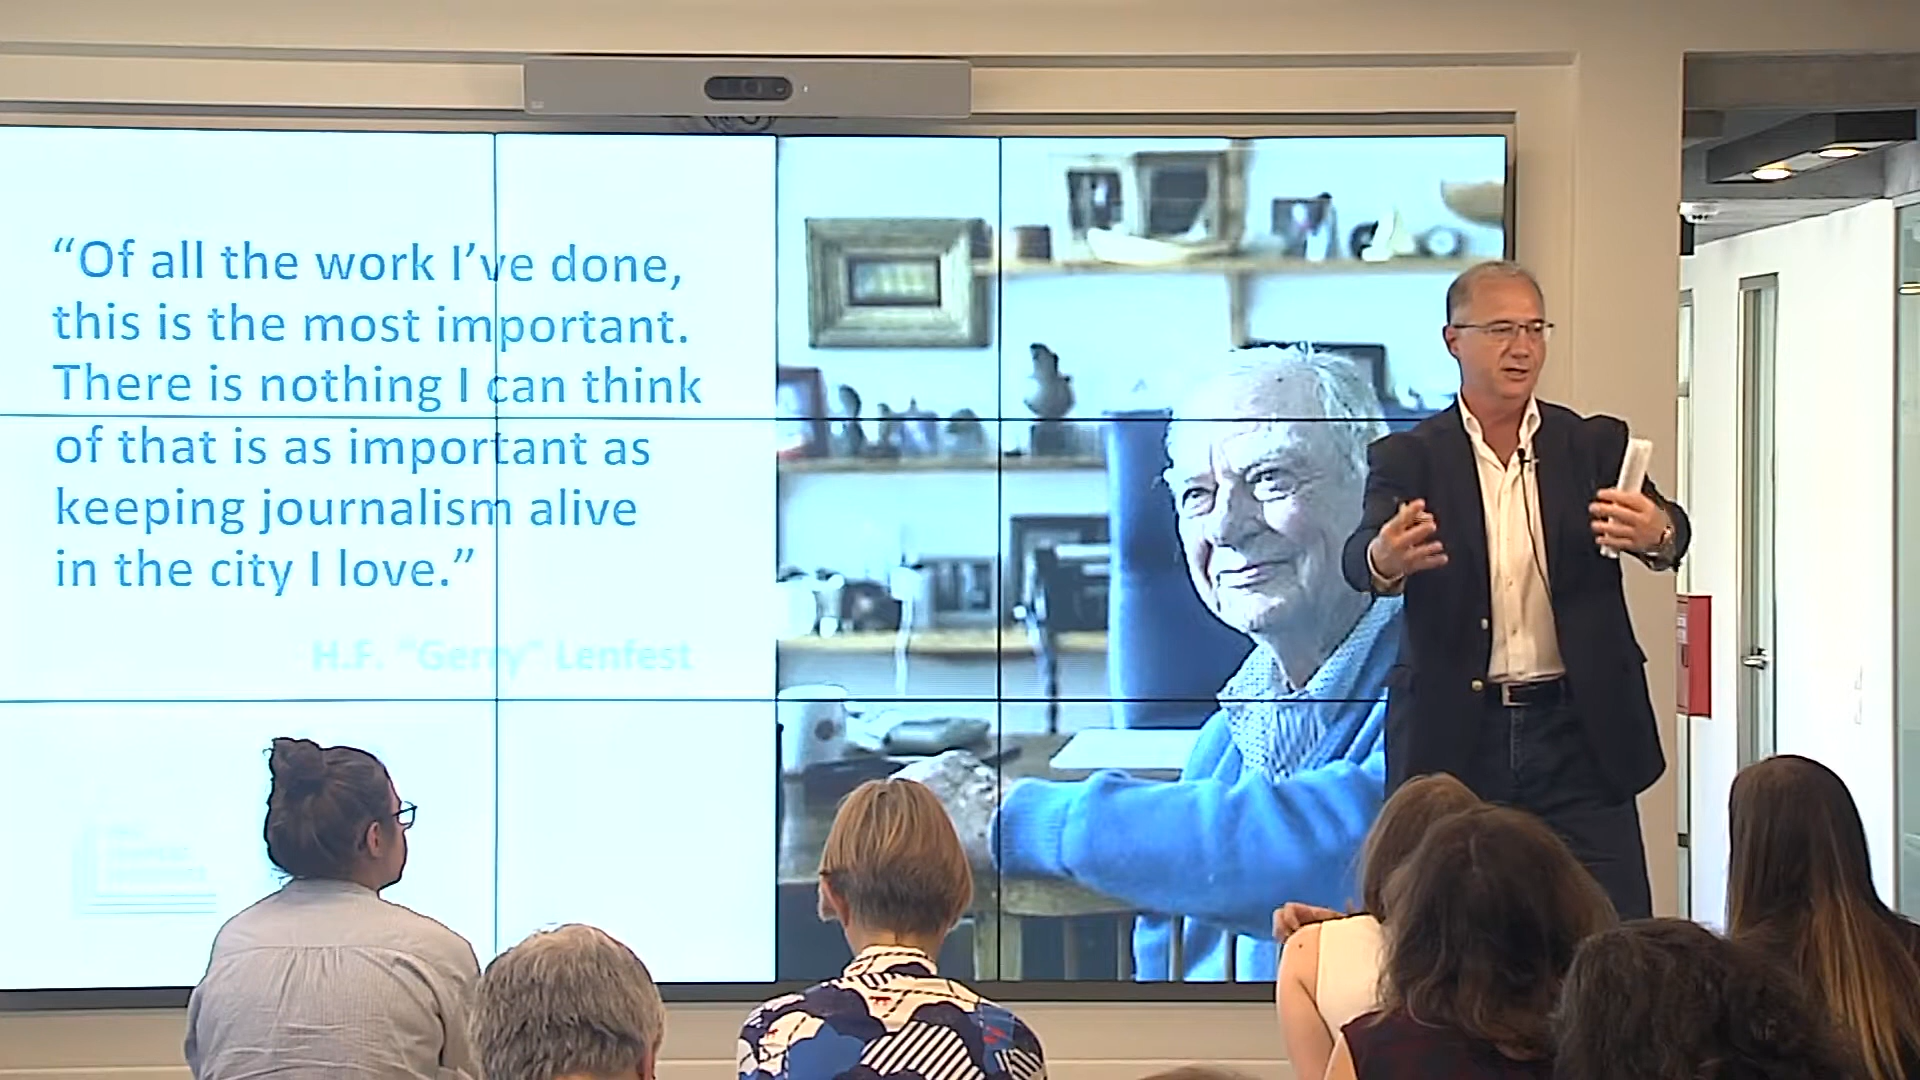 “Of all the work I’ve done,
this is the most important.
There is nothing I can think
of that is as important as
keeping journalism alive
in the city I love.”
H.F. "Gerry" Lenfest